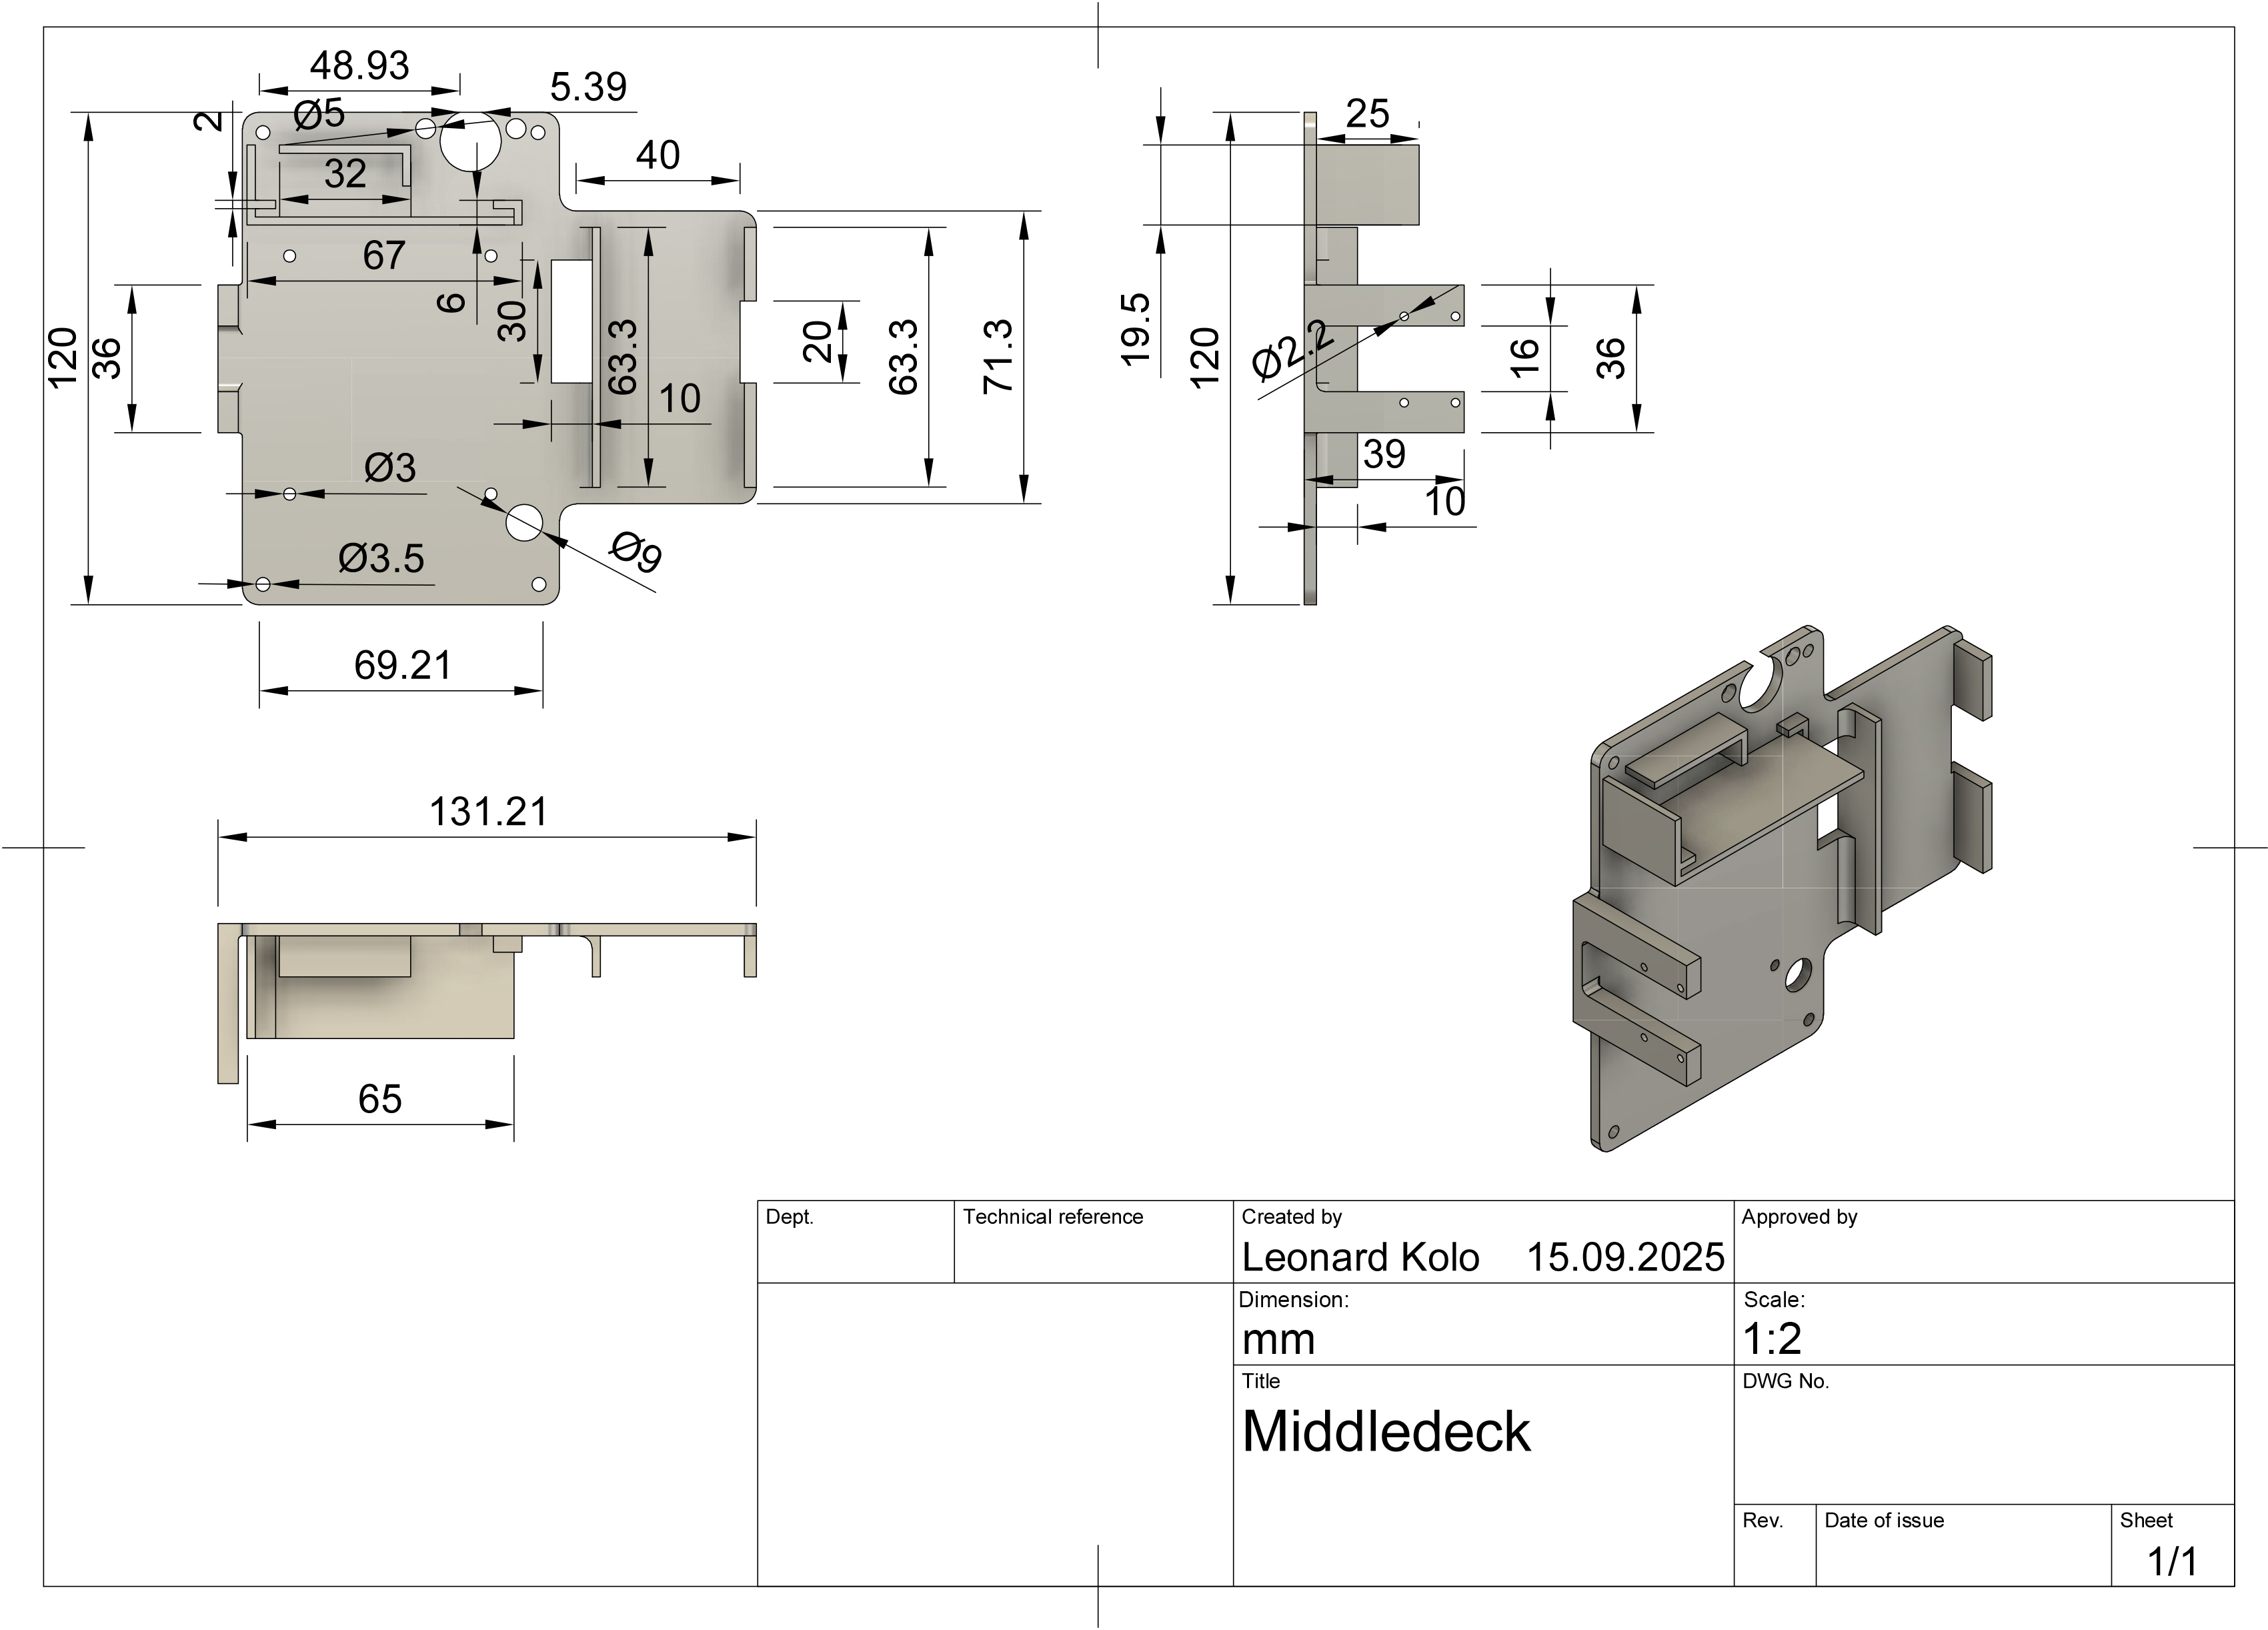 48.93
5.39
2
Ø5
32
40
67
6
30
63.3
10
20
63.3
71.3
120
36
Ø3
Ø3.5
Ø9
69.21
25
19.5
120
Ø2.2
16
36
39
10
131.21
65
Dept.
Technical reference
Created by
Leonard Kolo 15.09.2025
Approved by
Dimension:
mm
Scale:
1:2
Title
Middledeck
DWG No.
Rev.
Date of issue
Sheet
1/1